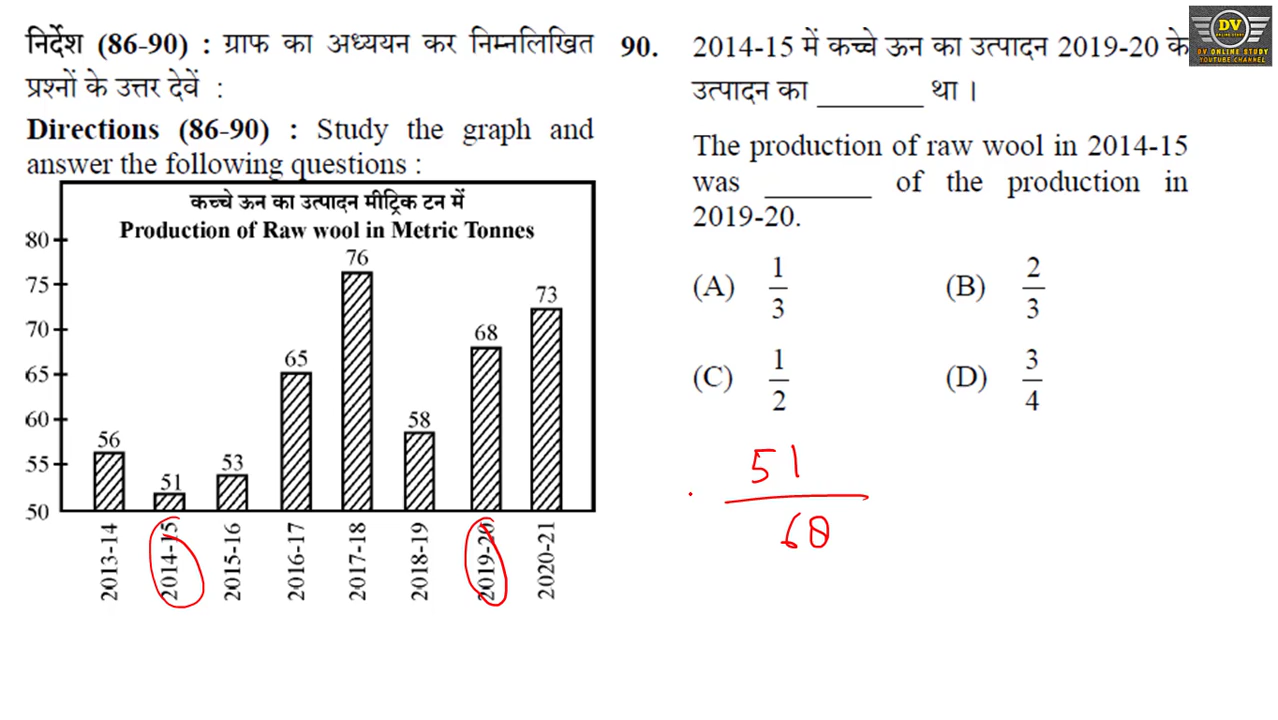 निर्देश (86-90) : ग्राफ का अध्ययन कर निम्नलिखित
प्रश्नों के उत्तर देवें :
Directions (86-90) : Study the graph and
answer the following questions :
कच्चे ऊन का उत्पादन मीट्रिक टन में
Production of Raw wool in Metric Tonnes
80
75
70
65
60
55
50
56
51
53
65
76
58
68
73
2013-14
2014-15
2015-16
2016-17
2017-18
2018-19
2019-20
2020-21
90. 2014-15 में कच्चे ऊन का उत्पादन 2019-20 के
उत्पादन का ________ था ।
The production of raw wool in 2014-15
was ________ of the production in
2019-20.
(A) 1/3 (B) 2/3
(C) 1/2 (D) 3/4
51
68
DV
DV ONLINE STUDY
YOUTUBE CHANNEL